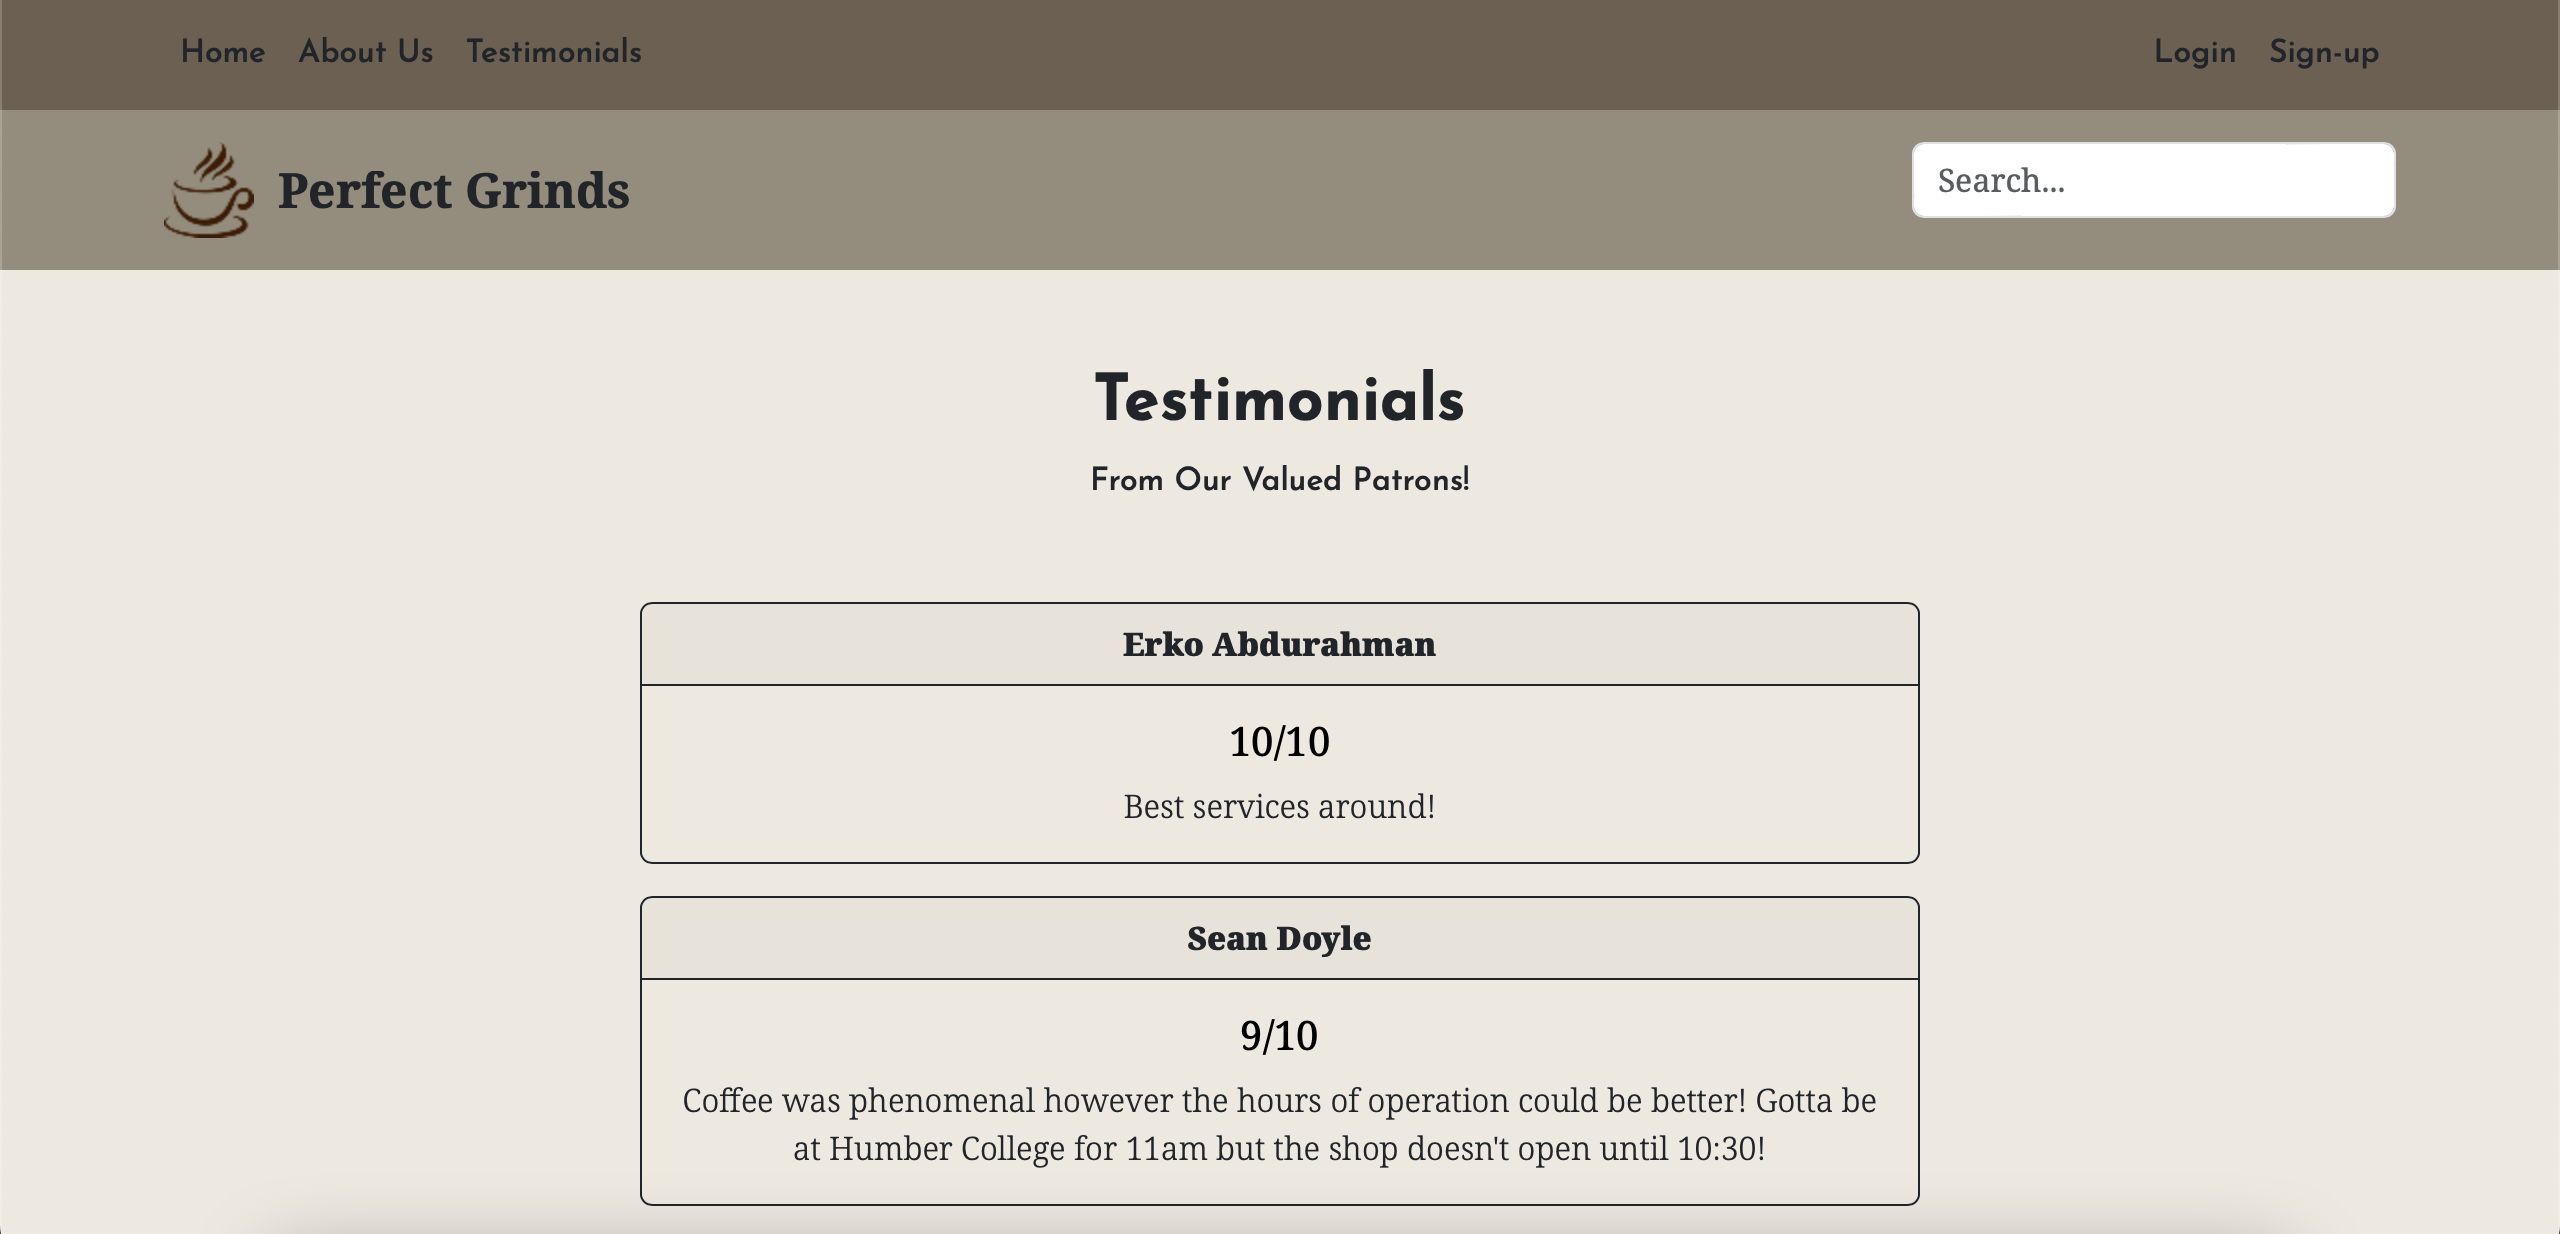 Home About Us Testimonials Login Sign-up
Perfect Grinds Search...
Testimonials
From Our Valued Patrons!
Erko Abdurahman
10/10
Best services around!
Sean Doyle
9/10
Coffee was phenomenal however the hours of operation could be better! Gotta be
at Humber College for 11am but the shop doesn't open until 10:30!